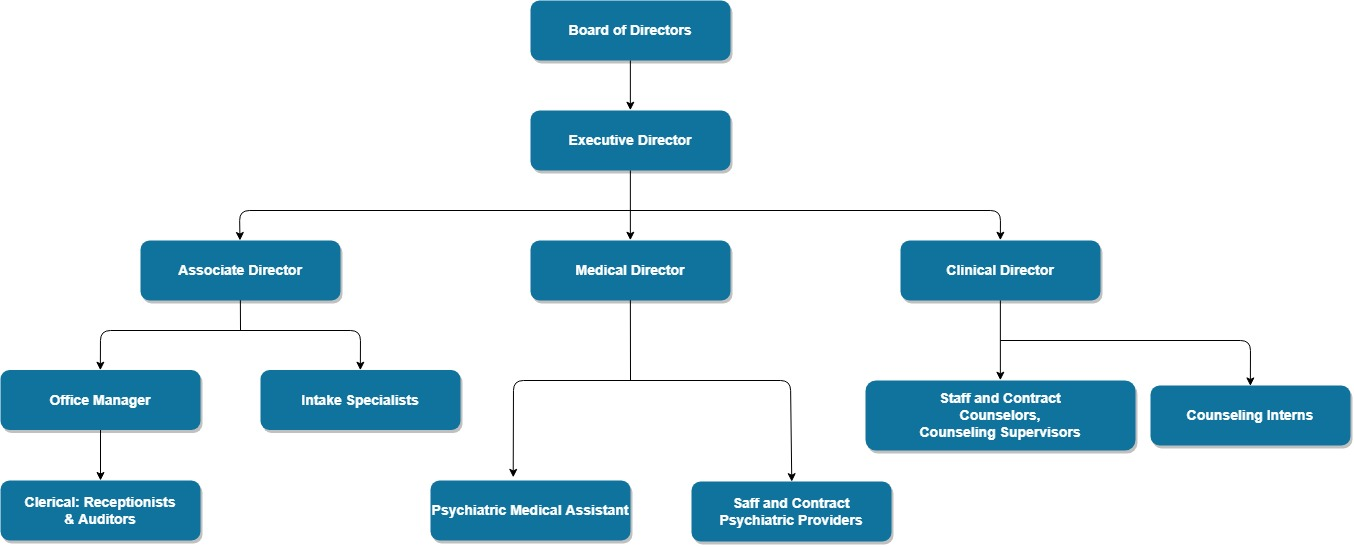 Board of Directors
Executive Director
Associate Director
Medical Director
Clinical Director
Office Manager
Intake Specialists
Staff and Contract
Counselors,
Counseling Supervisors
Counseling Interns
Clerical: Receptionists
& Auditors
Psychiatric Medical Assistant
Saff and Contract
Psychiatric Providers